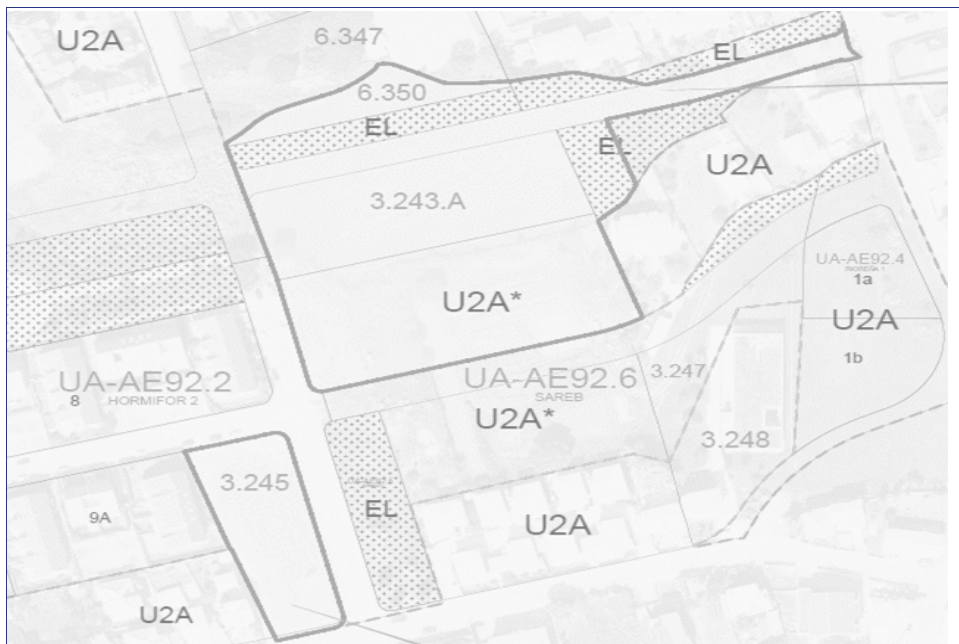 U2A
6.347
EL
6.350
EL
EL
U2A
3.243.A
UA-AE92.4
1a
U2A*
U2A
1b
UA-AE92.2
8
HORMIFOR 2
UA-AE92.6
SAREB
3.247
U2A*
3.248
3.245
9A
EL
U2A
U2A